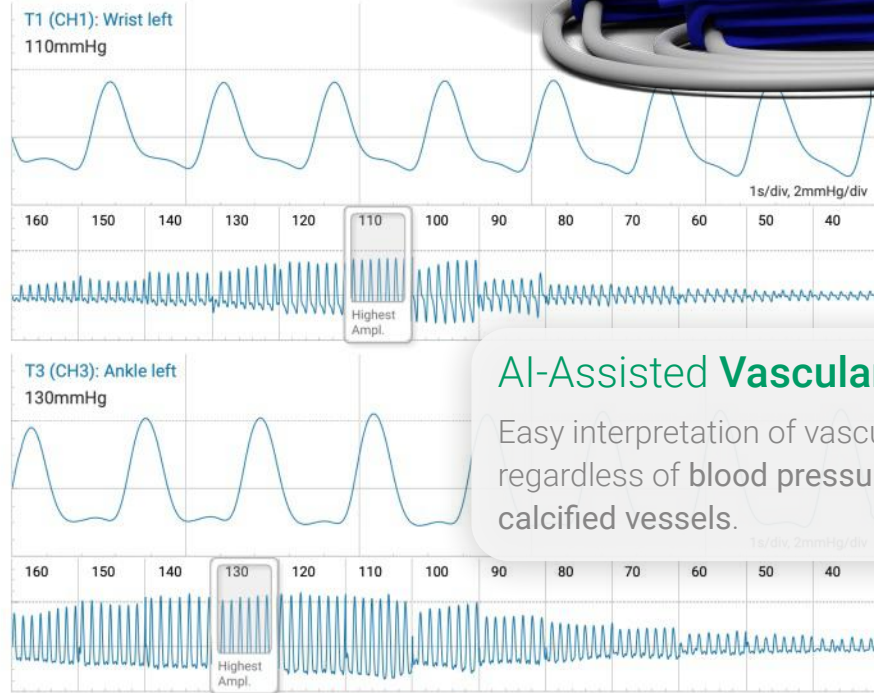 T1 (CH1): Wrist left
110mmHg
1s/div, 2mmHg/div
160 150 140 130 120 110 100 90 80 70 60 50 40
Highest
Ampl.
T3 (CH3): Ankle left
130mmHg
AI-Assisted Vascular
Easy interpretation of vascu
regardless of blood pressu
calcified vessels.
1s/div, 2mmHg/div
160 150 140 130 120 110 100 90 80 70 60 50 40
Highest
Ampl.